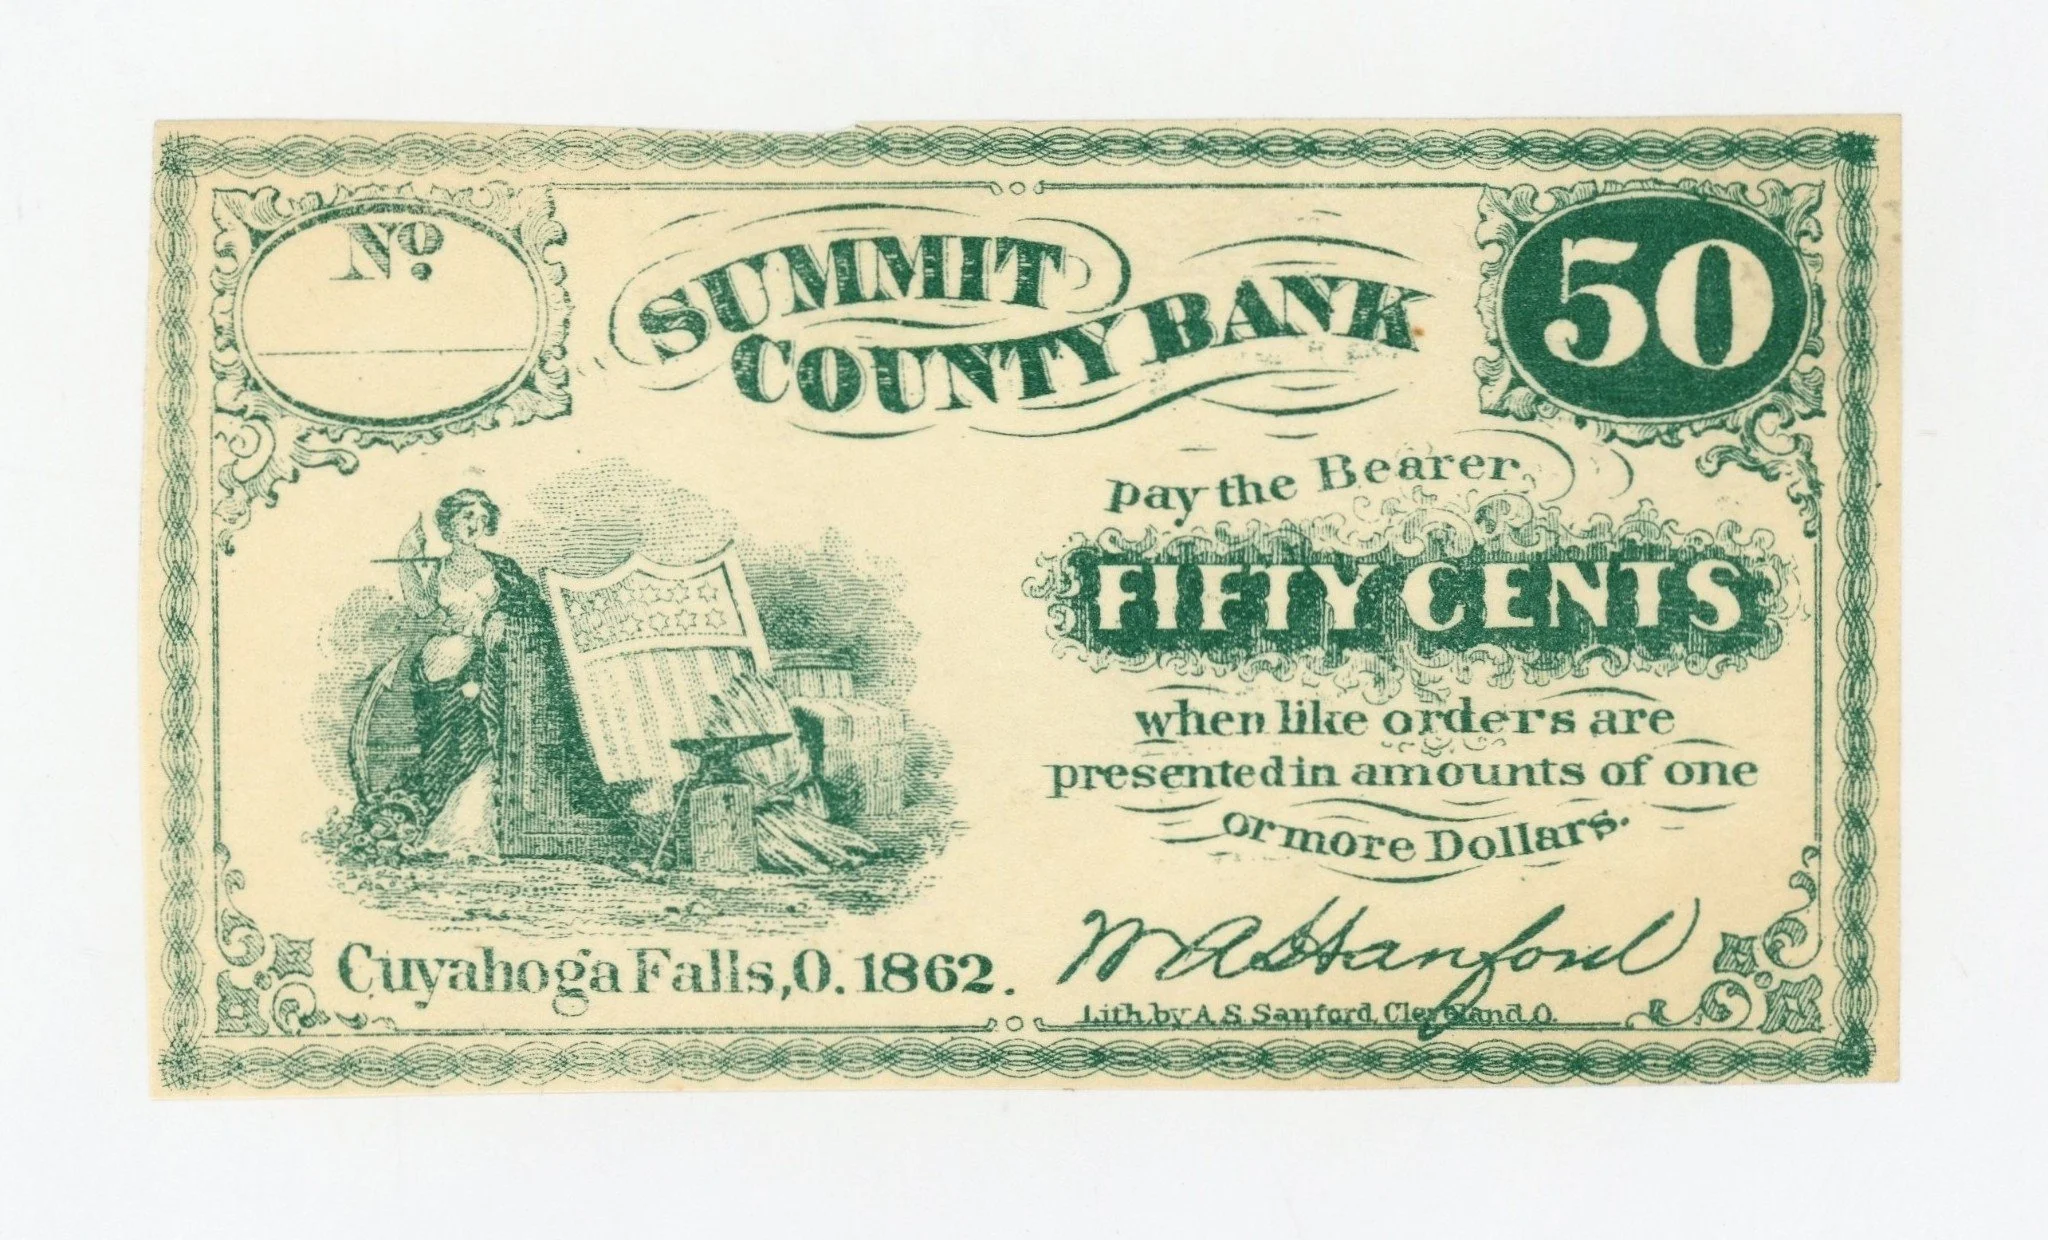 Nº.
SUMMIT
COUNTY BANK
50
pay the Bearer
FIFTY CENTS
when like orders are
presented in amounts of one
or more Dollars.
Cuyahoga Falls, O. 1862.
W A Hanford
Lith. by A. S. Sanford, Cleveland, O.